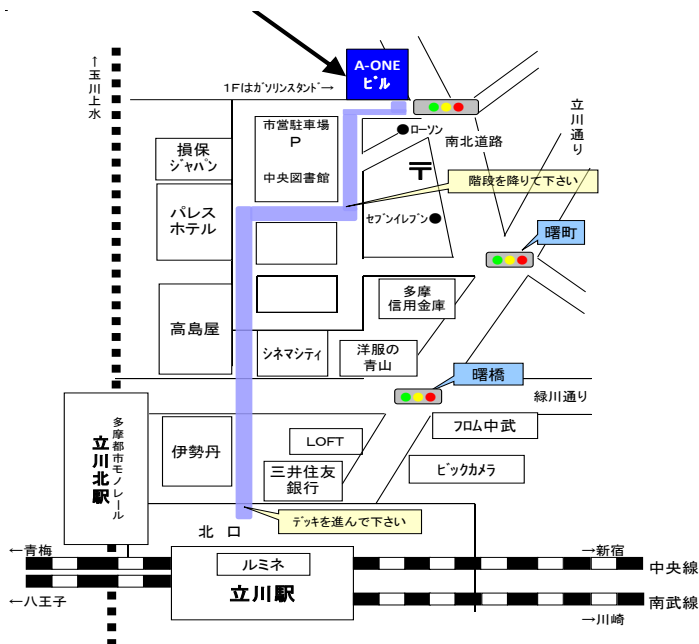 A-ONE
ビル
1Fはガソリンスタンド→
↑玉川上水
市営駐車場
P
中央図書館
ローソン
南北道路
立川通り
損保
ジャパン
〒
階段を降りて下さい
パレス
ホテル
セブンイレブン
曙町
多摩
信用金庫
高島屋
シネマシティ
洋服の
青山
曙橋
緑川通り
多摩都市モノレール
立川北駅
伊勢丹
LOFT
フロム中武
三井住友
銀行
ビックカメラ
デッキを進んで下さい
北口
←青梅
→新宿
ルミネ
中央線
立川駅
←八王子
南武線
→川崎